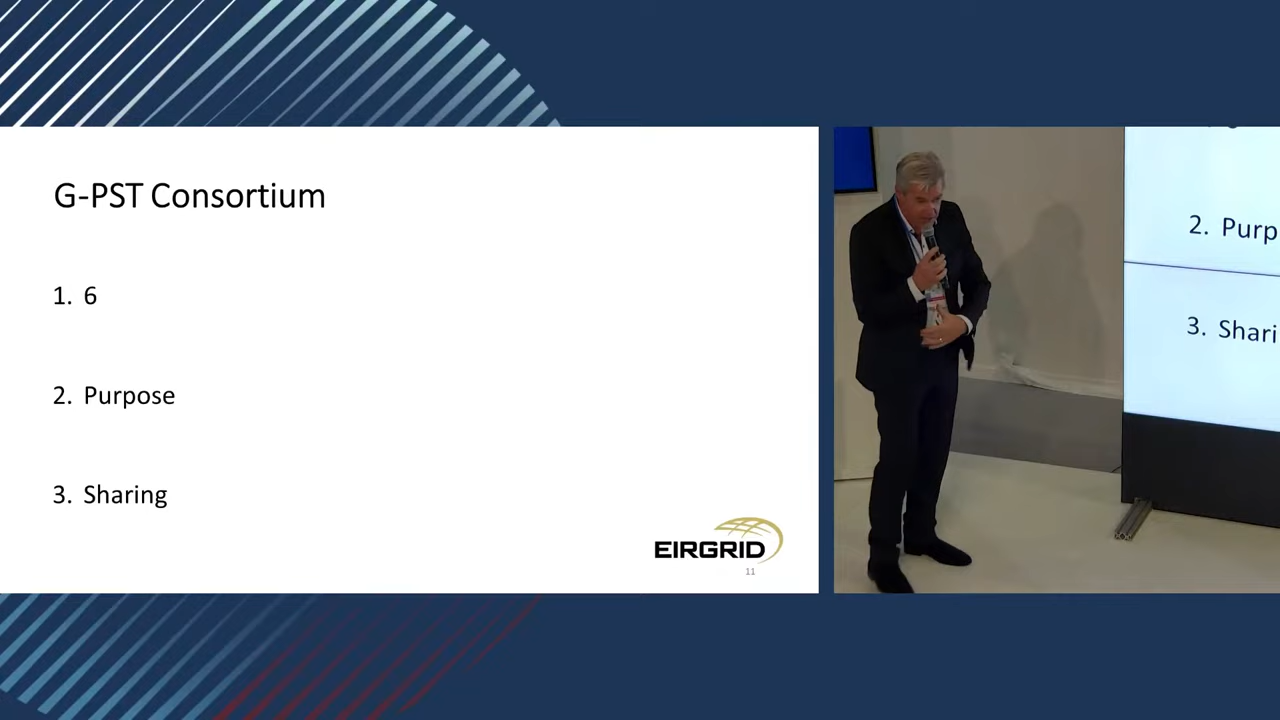 G-PST Consortium
1. 6
2. Purpose
3. Sharing
EIRGRID
11
2. Purp
3. Shari